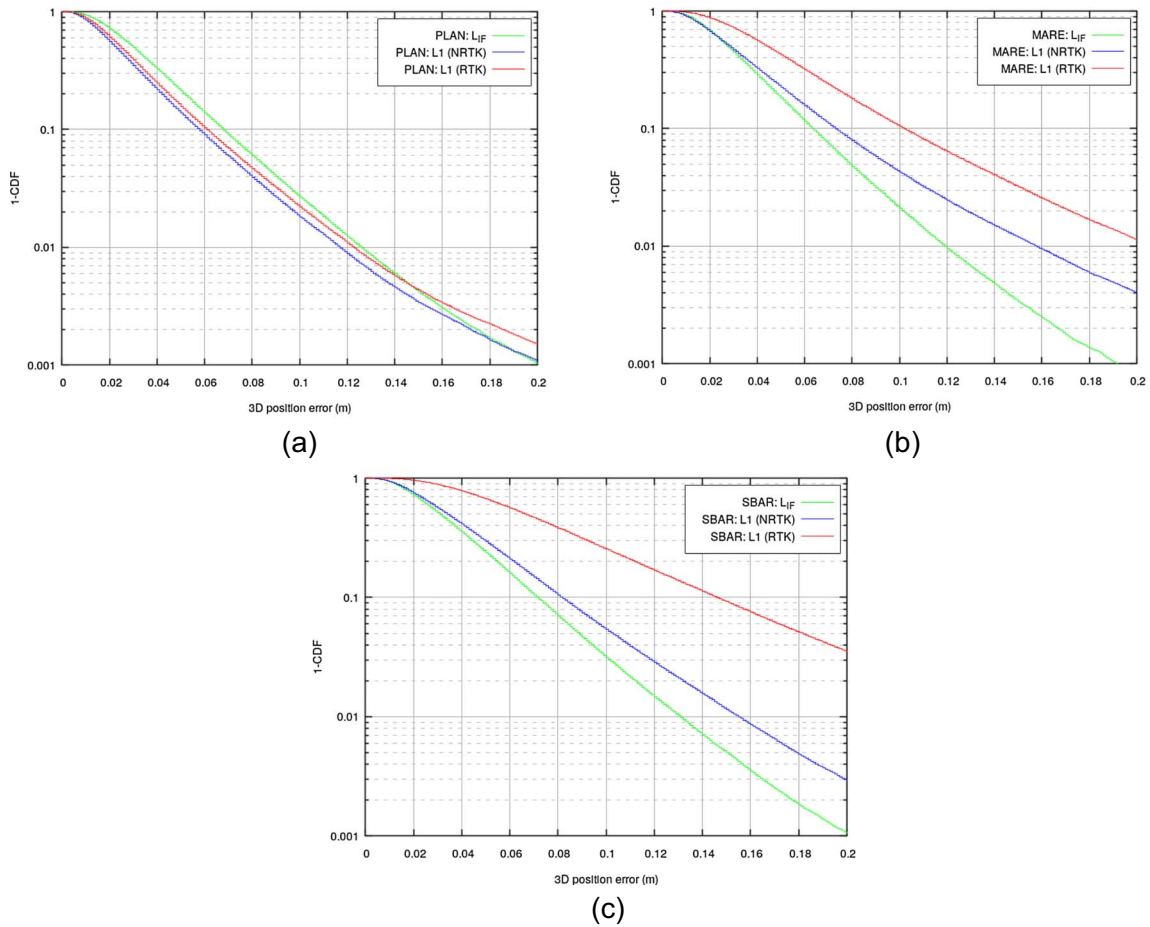 1
0.1
0.01
0.001
1-CDF
PLAN: LIF
PLAN: L1 (NRTK)
PLAN: L1 (RTK)
0 0.02 0.04 0.06 0.08 0.1 0.12 0.14 0.16 0.18 0.2
3D position error (m)
(a)
1
0.1
0.01
0.001
1-CDF
MARE: LIF
MARE: L1 (NRTK)
MARE: L1 (RTK)
0 0.02 0.04 0.06 0.08 0.1 0.12 0.14 0.16 0.18 0.2
3D position error (m)
(b)
1
0.1
0.01
0.001
1-CDF
SBAR: LIF
SBAR: L1 (NRTK)
SBAR: L1 (RTK)
0 0.02 0.04 0.06 0.08 0.1 0.12 0.14 0.16 0.18 0.2
3D position error (m)
(c)